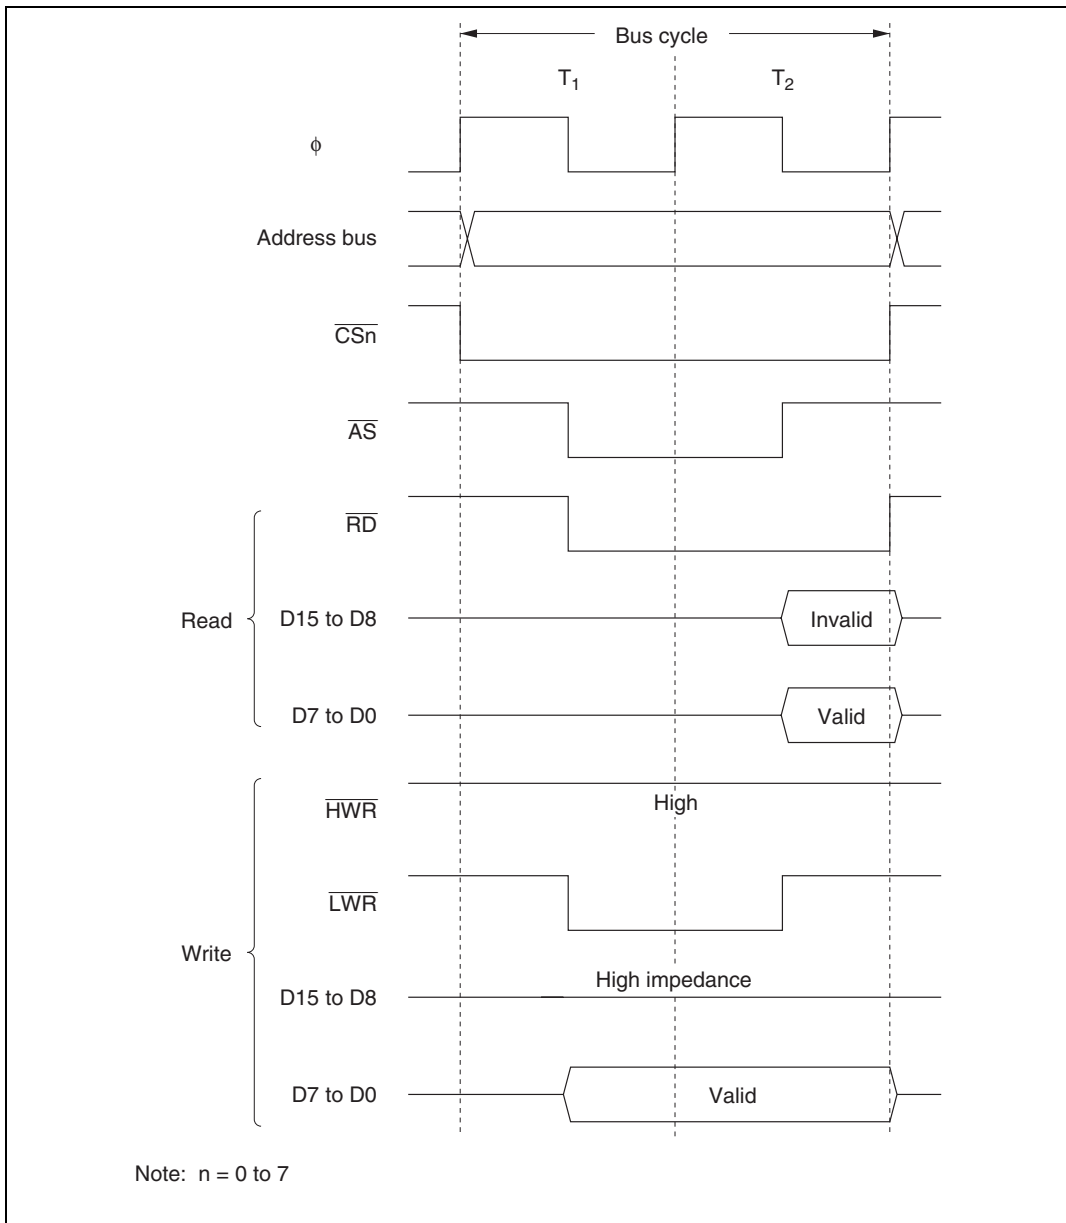 Bus cycle
T1 T2
ϕ
Address bus
CSn
AS
RD
Read
D15 to D8 Invalid
D7 to D0 Valid
HWR High
LWR
Write
D15 to D8 High impedance
D7 to D0 Valid
Note: n = 0 to 7